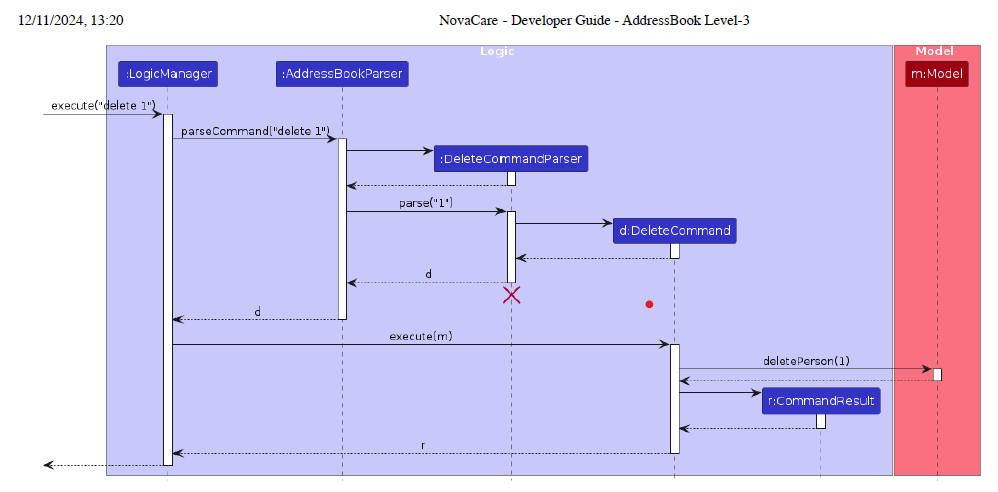 12/11/2024, 13:20
NovaCare - Developer Guide - AddressBook Level-3
Logic
Model
:LogicManager
:AddressBookParser
m:Model
execute("delete 1")
parseCommand("delete 1")
:DeleteCommandParser
parse("1")
d:DeleteCommand
d
d
execute(m)
deletePerson(1)
r:CommandResult
r